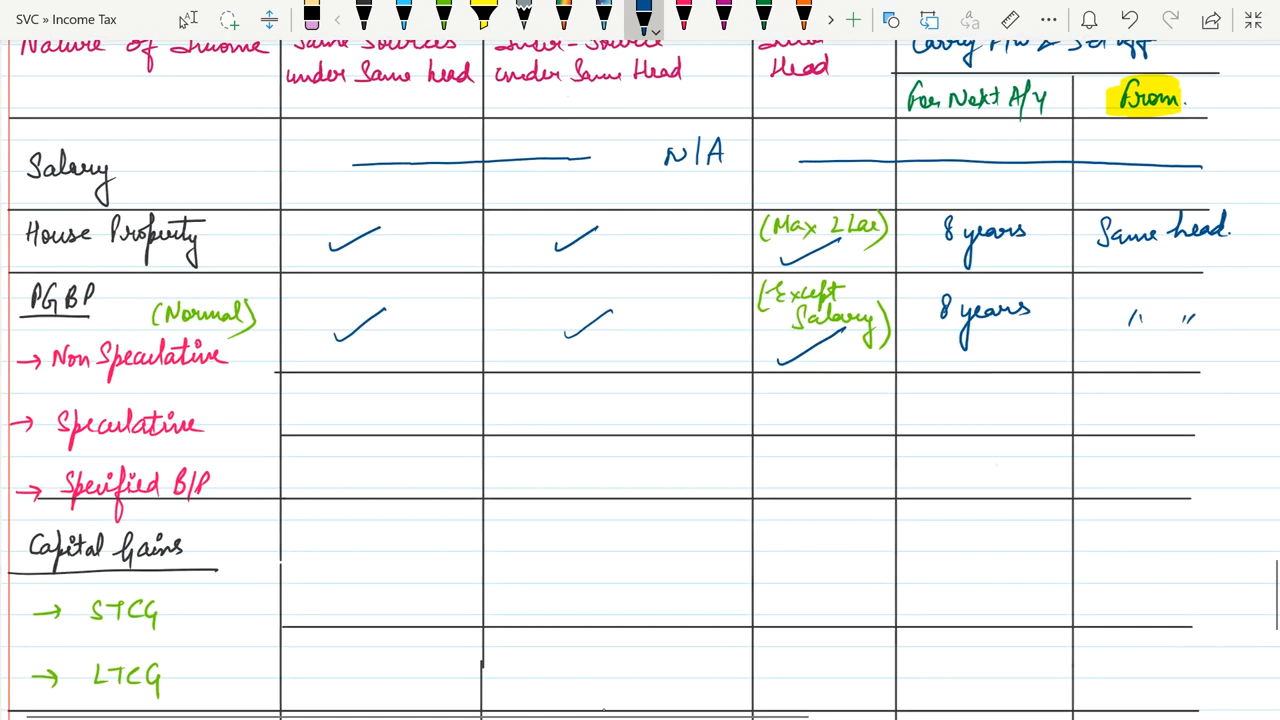 SVC » Income Tax
Nature of Income
Same Sources
under Same head
Inter-Source
under Same Head
Inter
Head
Carry F/w & Set off
For Next A/Y
From.
Salary
N/A
House Property
(Max 2 Lac)
8 years
Same head.
PGBP
(Normal)
(Except
Salary)
8 years
" "
→ Non Speculative
→ Speculative
→ Specified B/P
Capital Gains
→ STCG
→ LTCG